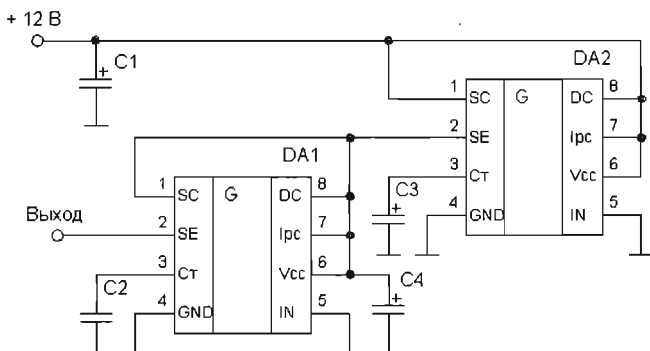 + 12 В
C1
DA2
1 SC G DC 8
2 SE Ipc 7
3 Cт Vcc 6
4 GND IN 5
C3
DA1
1 SC G DC 8
Выход
2 SE Ipc 7
3 Cт Vcc 6
4 GND IN 5
C2
C4
+
+
+